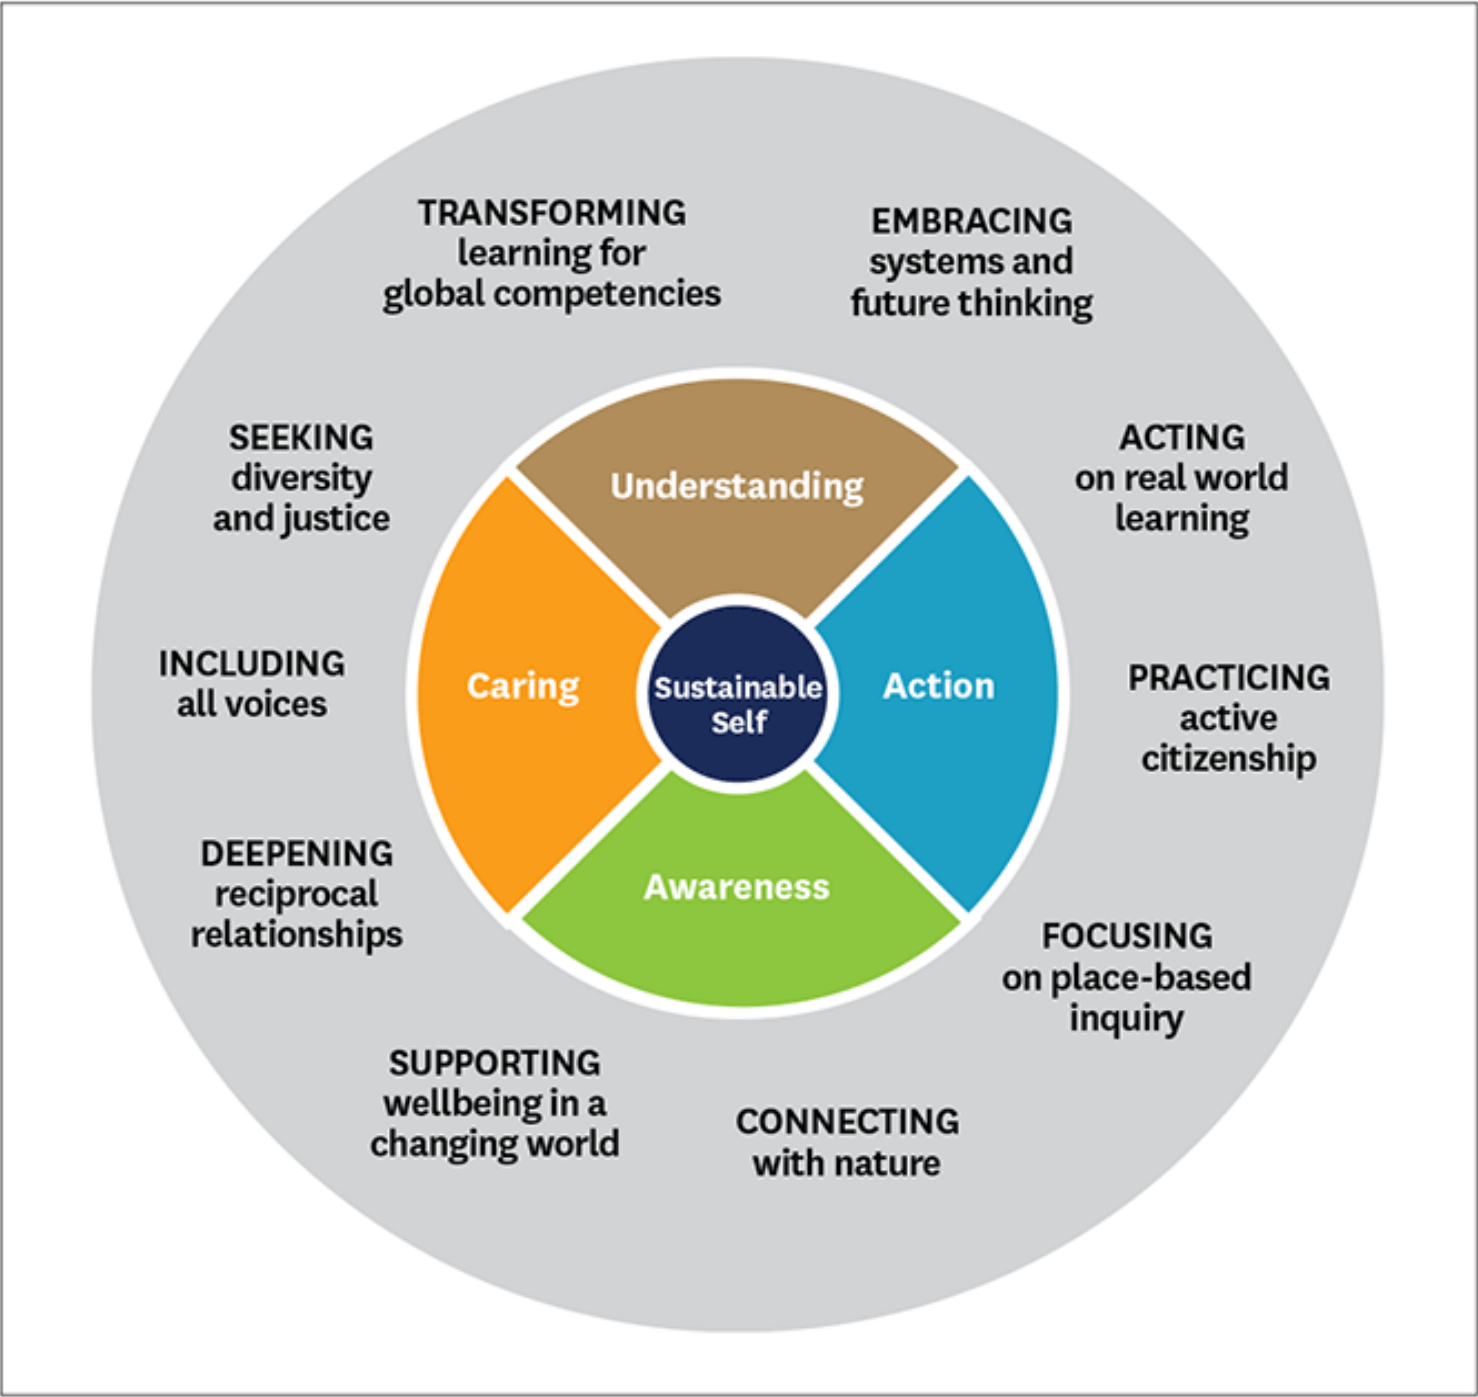 TRANSFORMING
learning for
global competencies
EMBRACING
systems and
future thinking
SEEKING
diversity
and justice
ACTING
on real world
learning
Understanding
INCLUDING
all voices
Caring
Sustainable
Self
Action
PRACTICING
active
citizenship
DEEPENING
reciprocal
relationships
Awareness
FOCUSING
on place-based
inquiry
SUPPORTING
wellbeing in a
changing world
CONNECTING
with nature